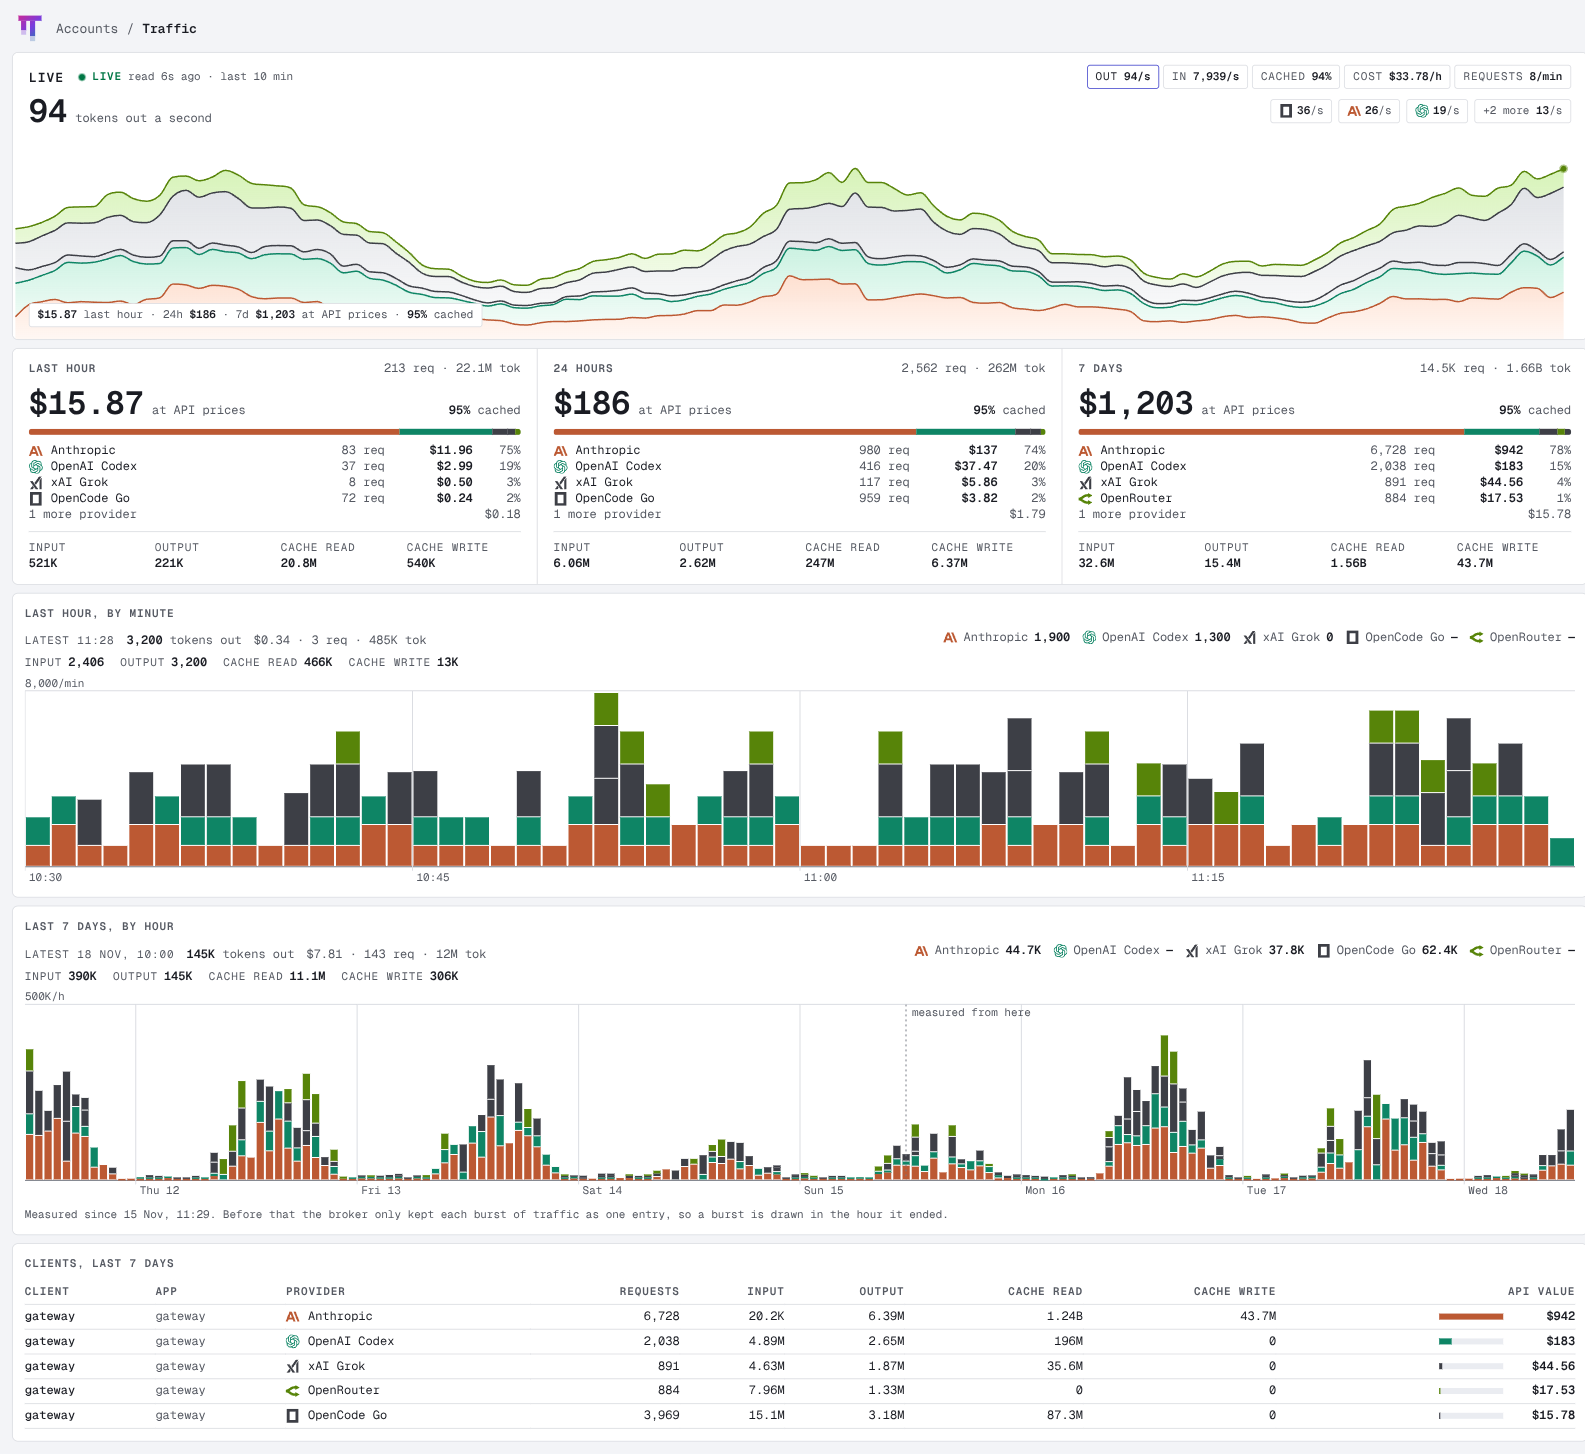 Accounts / Traffic
LIVE LIVE read 6s ago · last 10 min
OUT 94/s IN 7,939/s CACHED 94% COST $33.78/h REQUESTS 8/min
94 tokens out a second
36/s 26/s 19/s +2 more 13/s
$15.87 last hour · 24h $186 · 7d $1,203 at API prices · 95% cached
LAST HOUR 213 req · 22.1M tok
$15.87 at API prices 95% cached
Anthropic 83 req $11.96 75%
OpenAI Codex 37 req $2.99 19%
xAI Grok 8 req $0.50 3%
OpenCode Go 72 req $0.24 2%
1 more provider $0.18
INPUT OUTPUT CACHE READ CACHE WRITE
521K 221K 20.8M 540K
24 HOURS 2,562 req · 262M tok
$186 at API prices 95% cached
Anthropic 980 req $137 74%
OpenAI Codex 416 req $37.47 20%
xAI Grok 117 req $5.86 3%
OpenCode Go 959 req $3.82 2%
1 more provider $1.79
INPUT OUTPUT CACHE READ CACHE WRITE
6.06M 2.62M 247M 6.37M
7 DAYS 14.5K req · 1.66B tok
$1,203 at API prices 95% cached
Anthropic 6,728 req $942 78%
OpenAI Codex 2,038 req $183 15%
xAI Grok 891 req $44.56 4%
OpenRouter 884 req $17.53 1%
1 more provider $15.78
INPUT OUTPUT CACHE READ CACHE WRITE
32.6M 15.4M 1.56B 43.7M
LAST HOUR, BY MINUTE
LATEST 11:28 3,200 tokens out $0.34 · 3 req · 485K tok
Anthropic 1,900 OpenAI Codex 1,300 xAI Grok 0 OpenCode Go – OpenRouter –
INPUT 2,406 OUTPUT 3,200 CACHE READ 466K CACHE WRITE 13K
8,000/min
10:30 10:45 11:00 11:15
LAST 7 DAYS, BY HOUR
LATEST 18 NOV, 10:00 145K tokens out $7.81 · 143 req · 12M tok
Anthropic 44.7K OpenAI Codex – xAI Grok 37.8K OpenCode Go 62.4K OpenRouter –
INPUT 390K OUTPUT 145K CACHE READ 11.1M CACHE WRITE 306K
500K/h
measured from here
Thu 12 Fri 13 Sat 14 Sun 15 Mon 16 Tue 17 Wed 18
Measured since 15 Nov, 11:29. Before that the broker only kept each burst of traffic as one entry, so a burst is drawn in the hour it ended.
CLIENTS, LAST 7 DAYS
CLIENT APP PROVIDER REQUESTS INPUT OUTPUT CACHE READ CACHE WRITE API VALUE
gateway gateway Anthropic 6,728 20.2K 6.39M 1.24B 43.7M $942
gateway gateway OpenAI Codex 2,038 4.89M 2.65M 196M 0 $183
gateway gateway xAI Grok 891 4.63M 1.87M 35.6M 0 $44.56
gateway gateway OpenRouter 884 7.96M 1.33M 0 0 $17.53
gateway gateway OpenCode Go 3,969 15.1M 3.18M 87.3M 0 $15.78